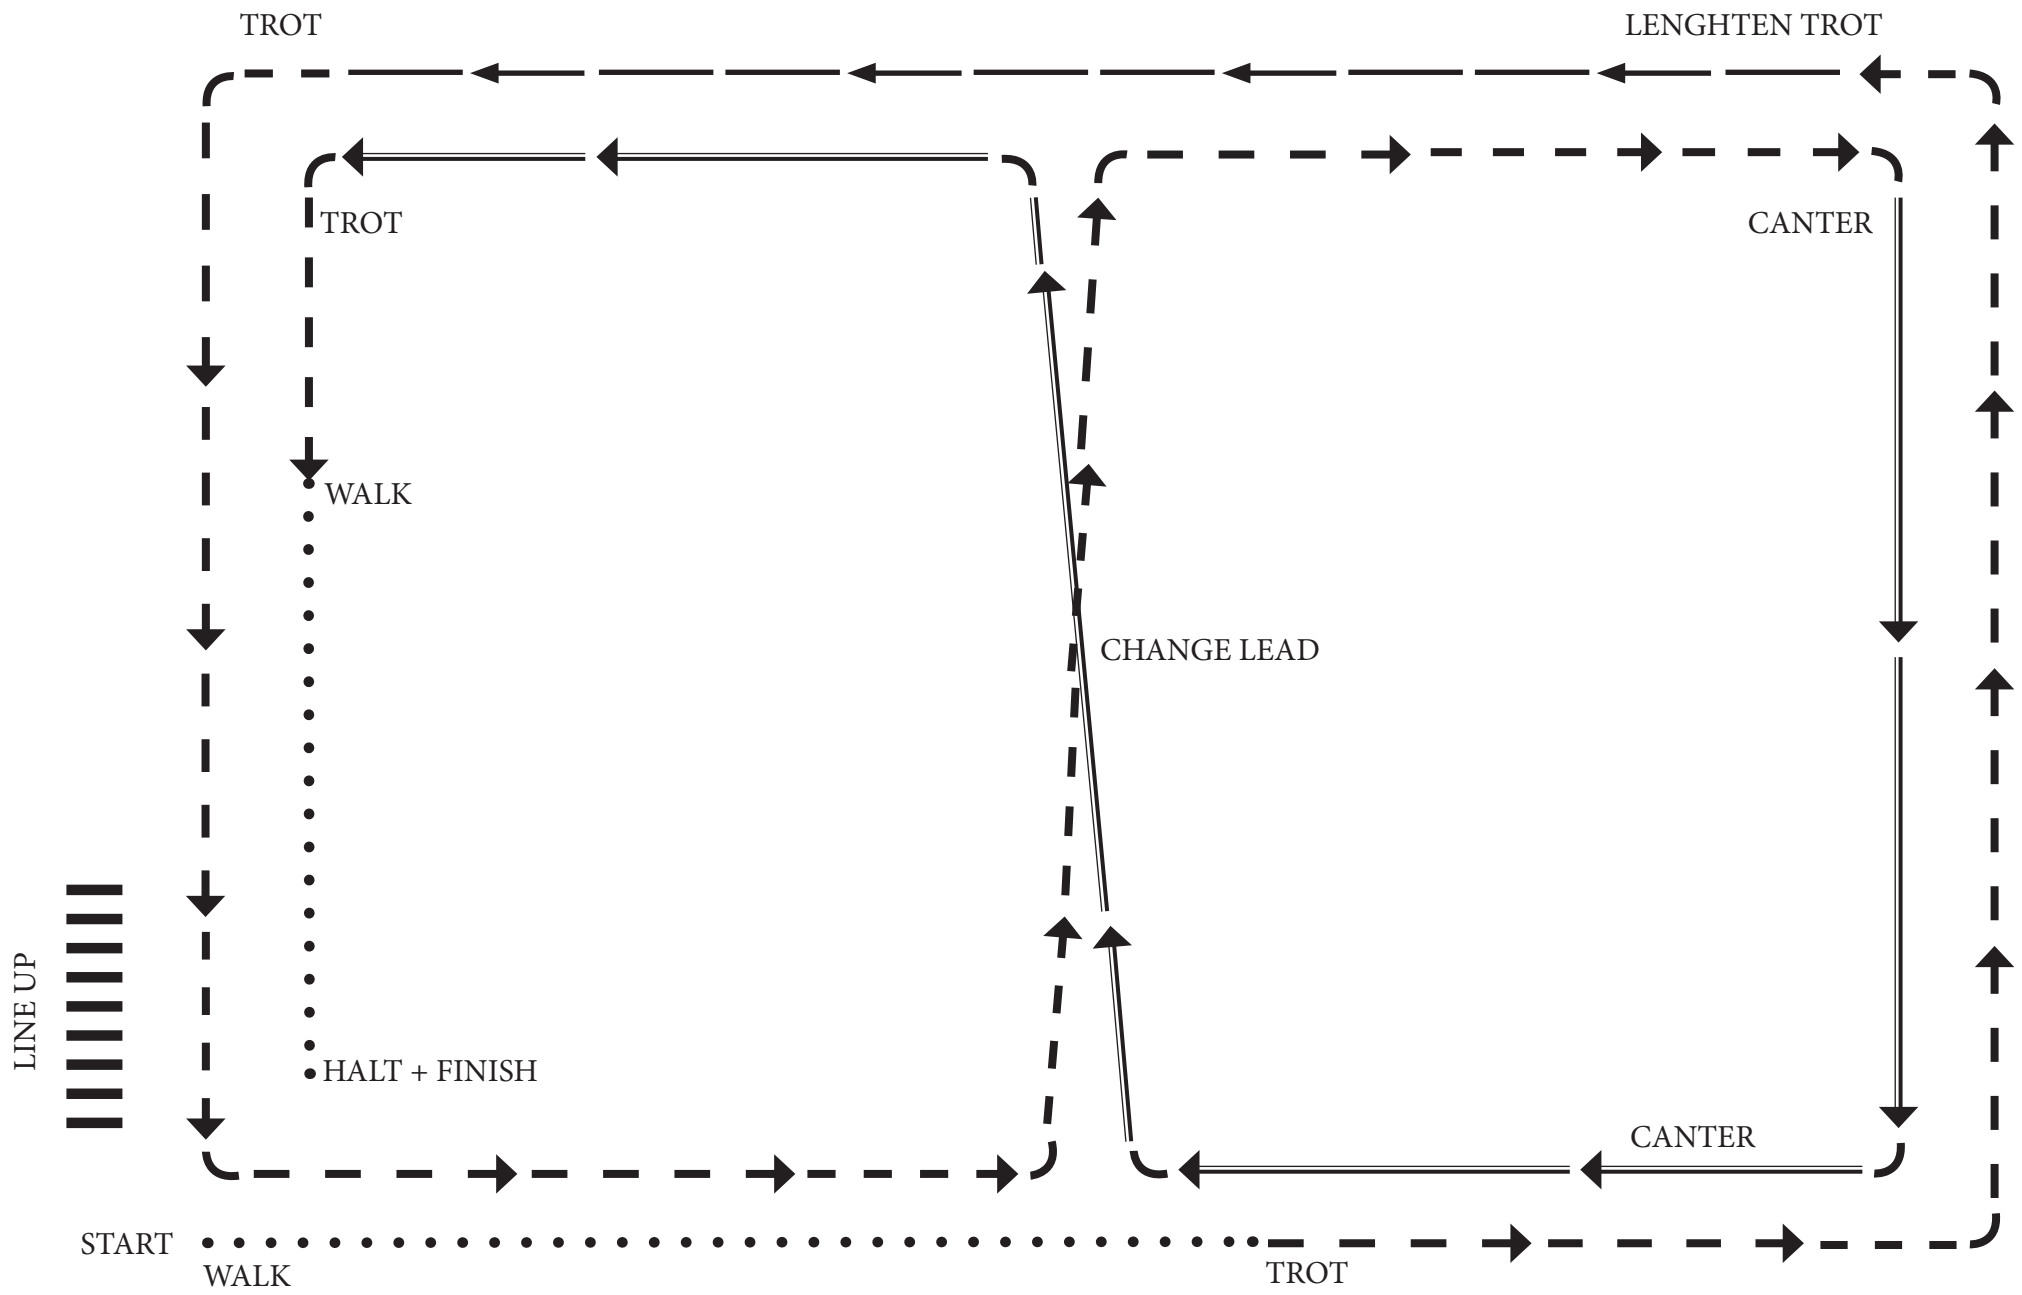 TROT
LENGHTEN TROT
TROT
CANTER
WALK
CHANGE LEAD
LINE UP
HALT + FINISH
CANTER
START
WALK
TROT